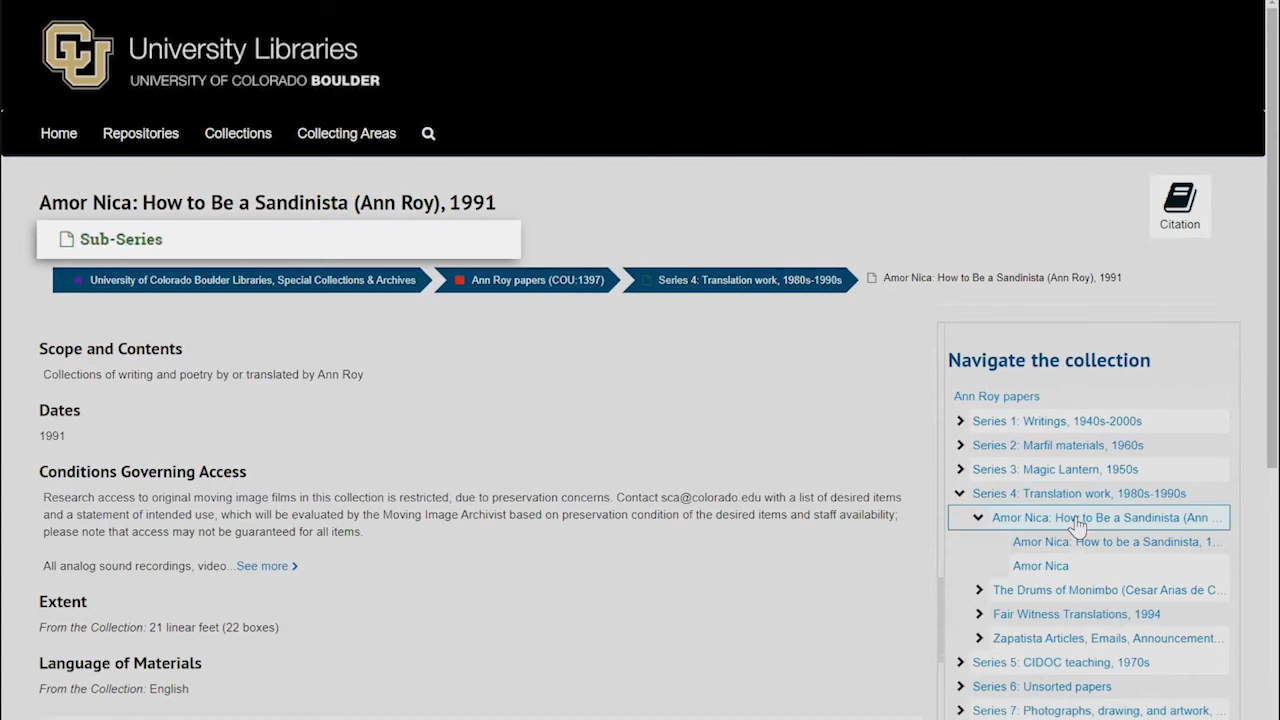 CU
University Libraries
UNIVERSITY OF COLORADO BOULDER
Home Repositories Collections Collecting Areas
Amor Nica: How to Be a Sandinista (Ann Roy), 1991
Citation
Sub-Series
University of Colorado Boulder Libraries, Special Collections & Archives Ann Roy papers (COU:1397) Series 4: Translation work, 1980s-1990s Amor Nica: How to Be a Sandinista (Ann Roy), 1991
Scope and Contents
Collections of writing and poetry by or translated by Ann Roy
Dates
1991
Conditions Governing Access
Research access to original moving image films in this collection is restricted, due to preservation concerns. Contact sca@colorado.edu with a list of desired items
and a statement of intended use, which will be evaluated by the Moving Image Archivist based on preservation condition of the desired items and staff availability;
please note that access may not be guaranteed for all items.
All analog sound recordings, video...See more
Extent
From the Collection: 21 linear feet (22 boxes)
Language of Materials
From the Collection: English
Navigate the collection
Ann Roy papers
Series 1: Writings, 1940s-2000s
Series 2: Marfil materials, 1960s
Series 3: Magic Lantern, 1950s
Series 4: Translation work, 1980s-1990s
Amor Nica: How to Be a Sandinista (Ann ...
Amor Nica: How to be a Sandinista, 1...
Amor Nica
The Drums of Monimbo (Cesar Arias de C...
Fair Witness Translations, 1994
Zapatista Articles, Emails, Announcement...
Series 5: CIDOC teaching, 1970s
Series 6: Unsorted papers
Series 7: Photographs, drawing, and artwork, ...